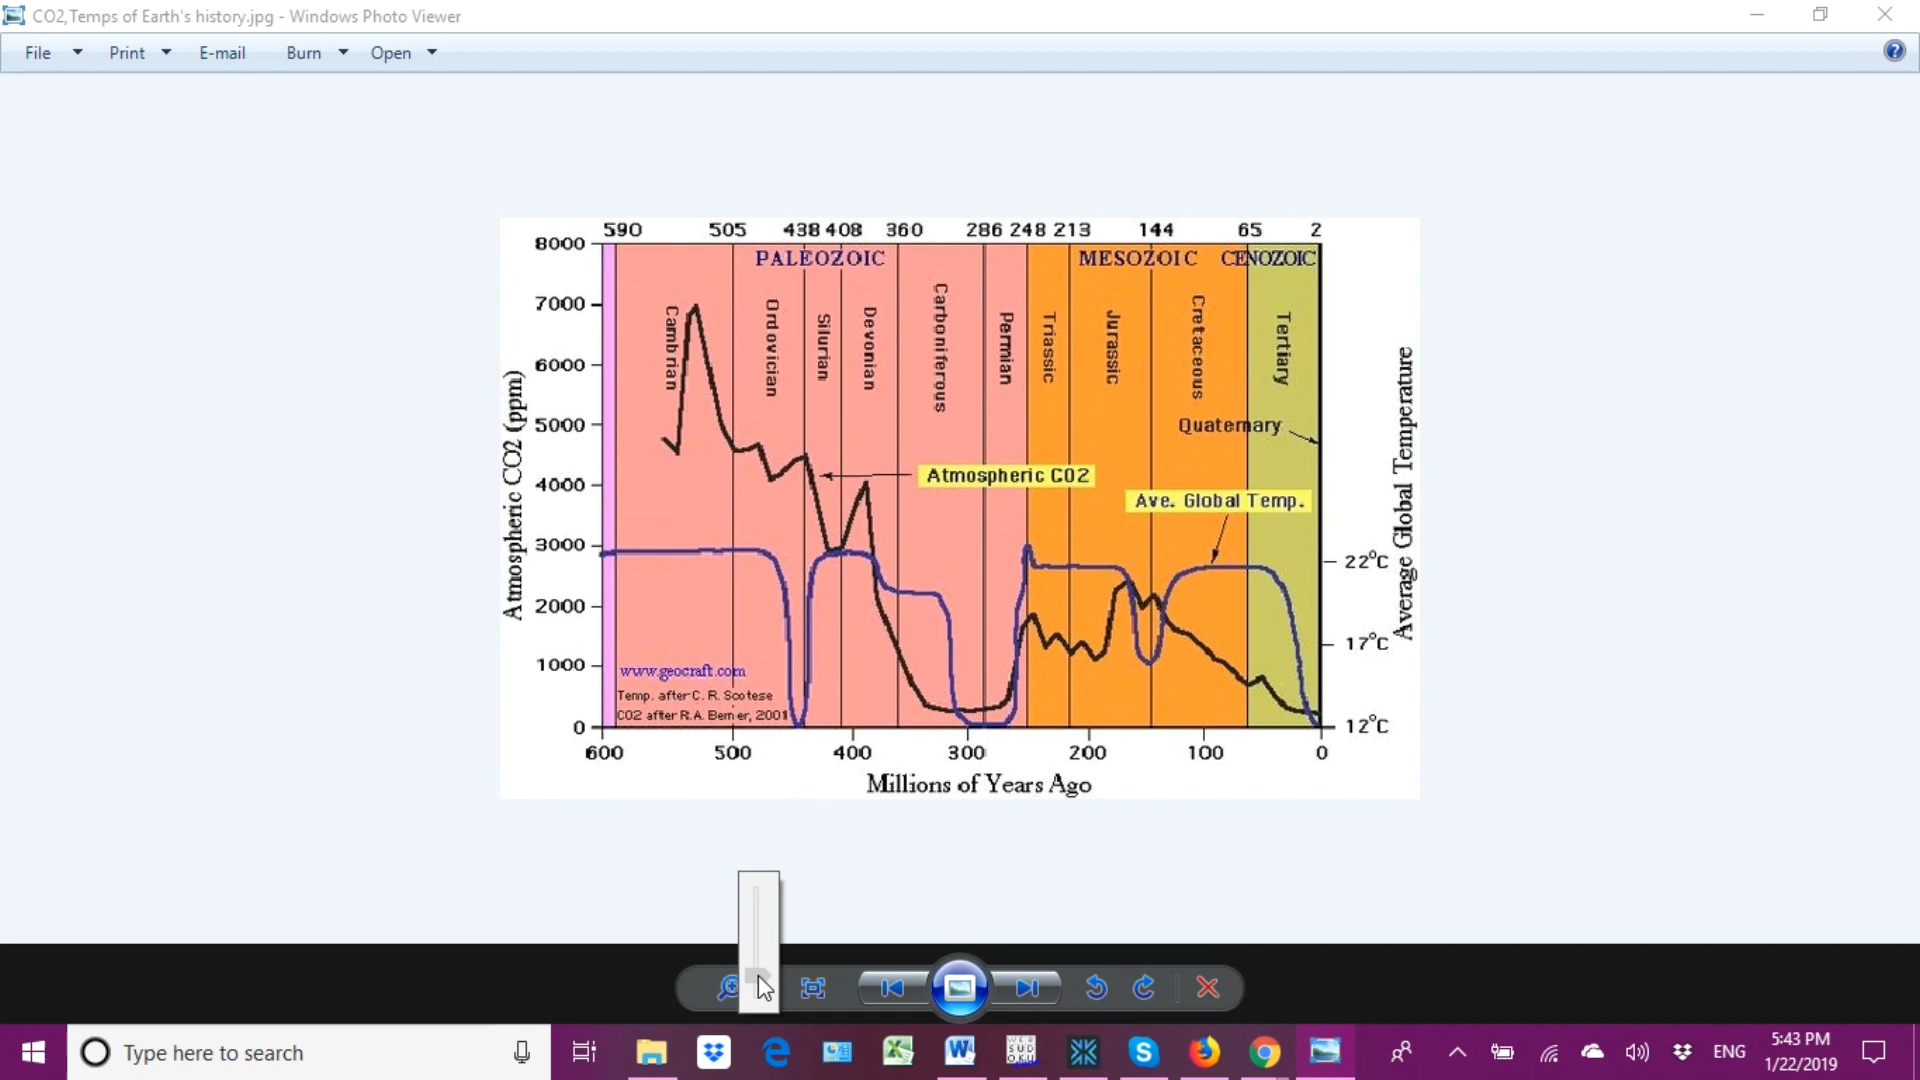 CO2,Temps of Earth's history.jpg - Windows Photo Viewer
File Print E-mail Burn Open
590 505 438 408 360 286 248 213 144 65 2
PALEOZOIC MESOZOIC CENOZOIC
Cambrian
Ordovician
Silurian
Devonian
Carboniferous
Permian
Triassic
Jurassic
Cretaceous
Tertiary
Quaternary
Atmospheric CO2
Ave. Global Temp.
8000
7000
6000
5000
4000
3000
2000
1000
0
Atmospheric CO2 (ppm)
22°C
17°C
12°C
Average Global Temperature
www.geocraft.com
Temp. after C. R. Scotese
CO2 after R.A. Berner, 2001
600 500 400 300 200 100 0
Millions of Years Ago
Type here to search
WEB
SUD
OKU
ENG
5:43 PM
1/22/2019